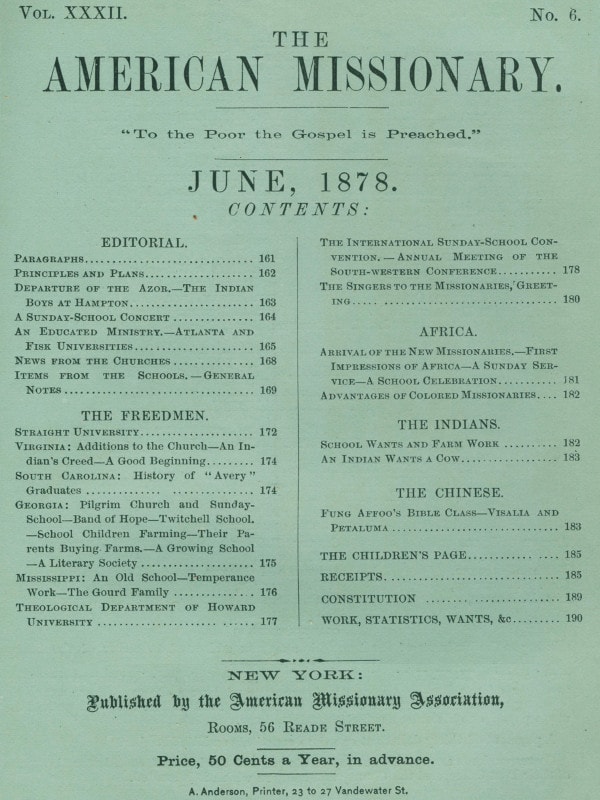 VOL. XXXII.
No. 6.
THE
AMERICAN MISSIONARY.
"To the Poor the Gospel is Preached."
JUNE, 1878.
CONTENTS:
EDITORIAL.
PARAGRAPHS................................ 161
PRINCIPLES AND PLANS.................... 162
DEPARTURE OF THE AZOR.—THE INDIAN
BOYS AT HAMPTON....................... 163
A SUNDAY-SCHOOL CONCERT ............... 164
AN EDUCATED MINISTRY.—ATLANTA AND
FISK UNIVERSITIES...................... 165
NEWS FROM THE CHURCHES ............... 168
ITEMS FROM THE SCHOOLS.—GENERAL
NOTES .................................... 169
THE FREEDMEN.
STRAIGHT UNIVERSITY..................... 172
VIRGINIA: Additions to the Church—An In-
dian's Creed—A Good Beginning......... 174
SOUTH CAROLINA: History of "Avery"
Graduates .............. ................ 174
GEORGIA: Pilgrim Church and Sunday-
School—Band of Hope—Twitchell School.
—School Children Farming—Their Pa-
rents Buying Farms.—A Growing School
—A Literary Society ...................... 175
MISSISSIPPI: An Old School—Temperance
Work—The Gourd Family ............... 176
THEOLOGICAL DEPARTMENT OF HOWARD
UNIVERSITY ....................... ...... 177
THE INTERNATIONAL SUNDAY-SCHOOL CON-
VENTION.—ANNUAL MEETING OF THE
SOUTH-WESTERN CONFERENCE........... 178
THE SINGERS TO THE MISSIONARIES, GREET-
ING ....................................... 180
AFRICA.
ARRIVAL OF THE NEW MISSIONARIES.—FIRST
IMPRESSIONS OF AFRICA—A SUNDAY SER-
VICE—A SCHOOL CELEBRATION........... 181
ADVANTAGES OF COLORED MISSIONARIES.... 182
THE INDIANS.
SCHOOL WANTS AND FARM WORK .......... 182
AN INDIAN WANTS A COW................. 183
THE CHINESE.
FUNG AFFOO'S BIBLE CLASS—VISALIA AND
PETALUMA ................................ 183
THE CHILDREN'S PAGE................. 185
RECEIPTS................................. 185
CONSTITUTION .......................... 189
WORK, STATISTICS, WANTS, &c......... 190
NEW YORK:
Published by the American Missionary Association,
ROOMS, 56 READE STREET.
Price, 50 Cents a Year, in advance.
A. Anderson, Printer, 23 to 27 Vandewater St.